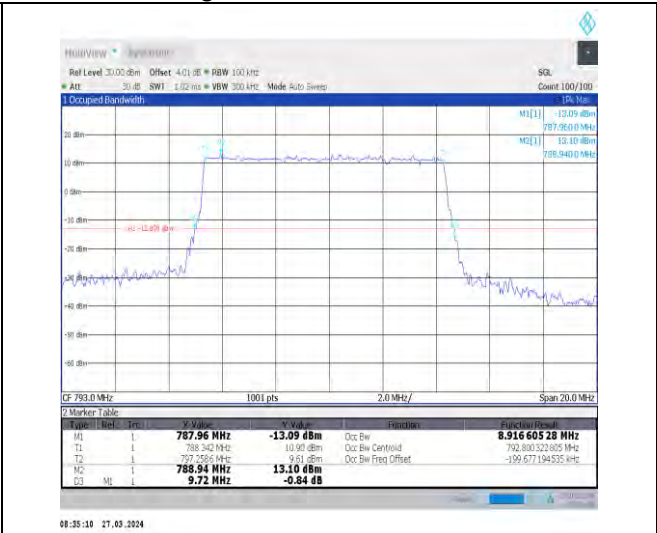 MultiView
Ref Level 30.00 dBm Offset 4.01 dB RBW 100 kHz SGL
Att 30 dB SWT 1.02 ms VBW 300 kHz Mode Auto Sweep Count 100/100
1 Occupied Bandwidth 1Pk Max
M1[1] -13.09 dBm
787.9600 MHz
M2[1] 13.10 dBm
788.9400 MHz
20 dBm
10 dBm
0 dBm
-10 dBm
-20 dBm
-30 dBm
-40 dBm
-50 dBm
-60 dBm
CF 793.0 MHz 1001 pts 2.0 MHz/ Span 20.0 MHz
2 Marker Table
Type Ref Trc X-Value Y-Value Function Function Result
M1 1 787.96 MHz -13.09 dBm Occ Bw 8.916 605 28 MHz
T1 1 788.342 MHz 10.90 dBm Occ Bw Centroid 792.800 322 605 MHz
T2 1 797.2586 MHz 9.61 dBm Occ Bw Freq Offset -199.677 194 535 kHz
M2 1 788.94 MHz 13.10 dBm
D3 M1 1 9.72 MHz -0.84 dB
08:35:10 27.03.2024